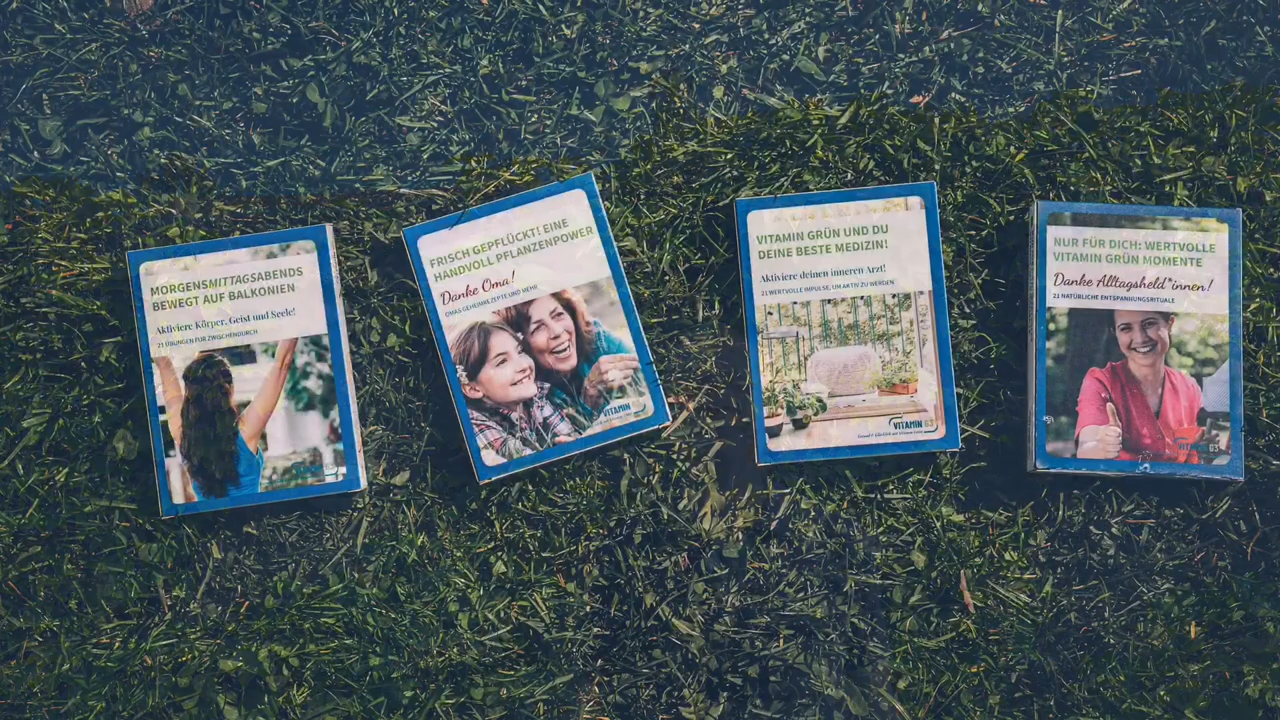 MORGENSMITTAGSABENDS
BEWEGT AUF BALKONIEN
Aktiviere Körper, Geist und Seele!
21 ÜBUNGEN FÜR ZWISCHENDURCH
FRISCH GEPFLÜCKT! EINE
HANDVOLL PFLANZENPOWER
Danke Oma!
OMAS GEHEIMREZEPTE UND MEHR
VITAMIN
VITAMIN GRÜN UND DU
DEINE BESTE MEDIZIN!
Aktiviere deinen inneren Arzt!
21 WERTVOLLE IMPULSE, UM AKTIV ZU WERDEN
VITAMIN G3
NUR FÜR DICH: WERTVOLLE
VITAMIN GRÜN MOMENTE
Danke Alltagsheld*innen!
21 NATÜRLICHE ENTSPANNUNGSRITUALE
VITAMIN G3